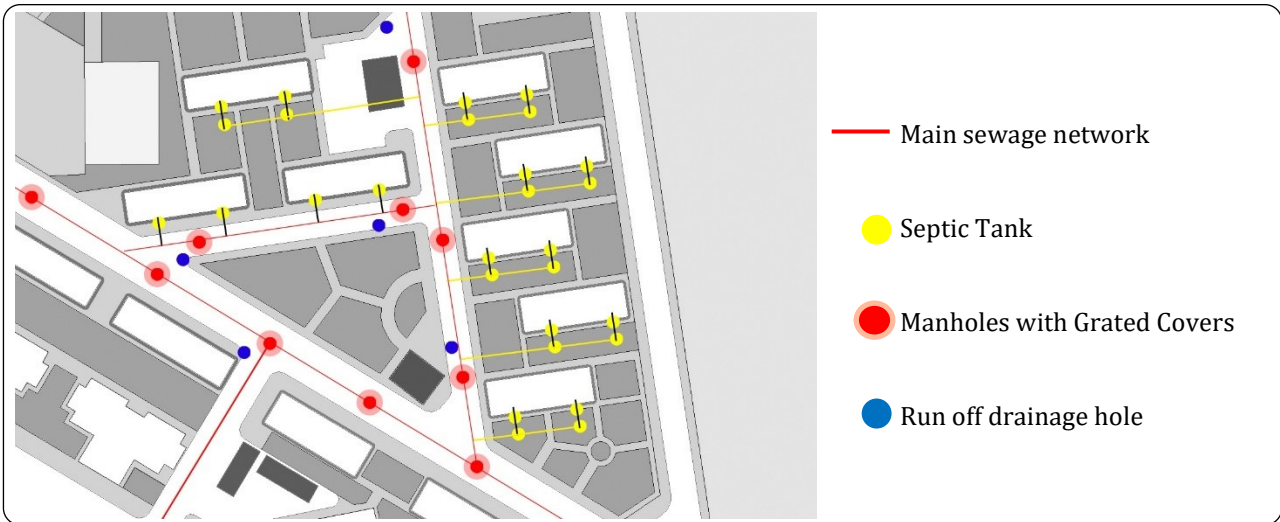 Main sewage network
Septic Tank
Manholes with Grated Covers
Run off drainage hole